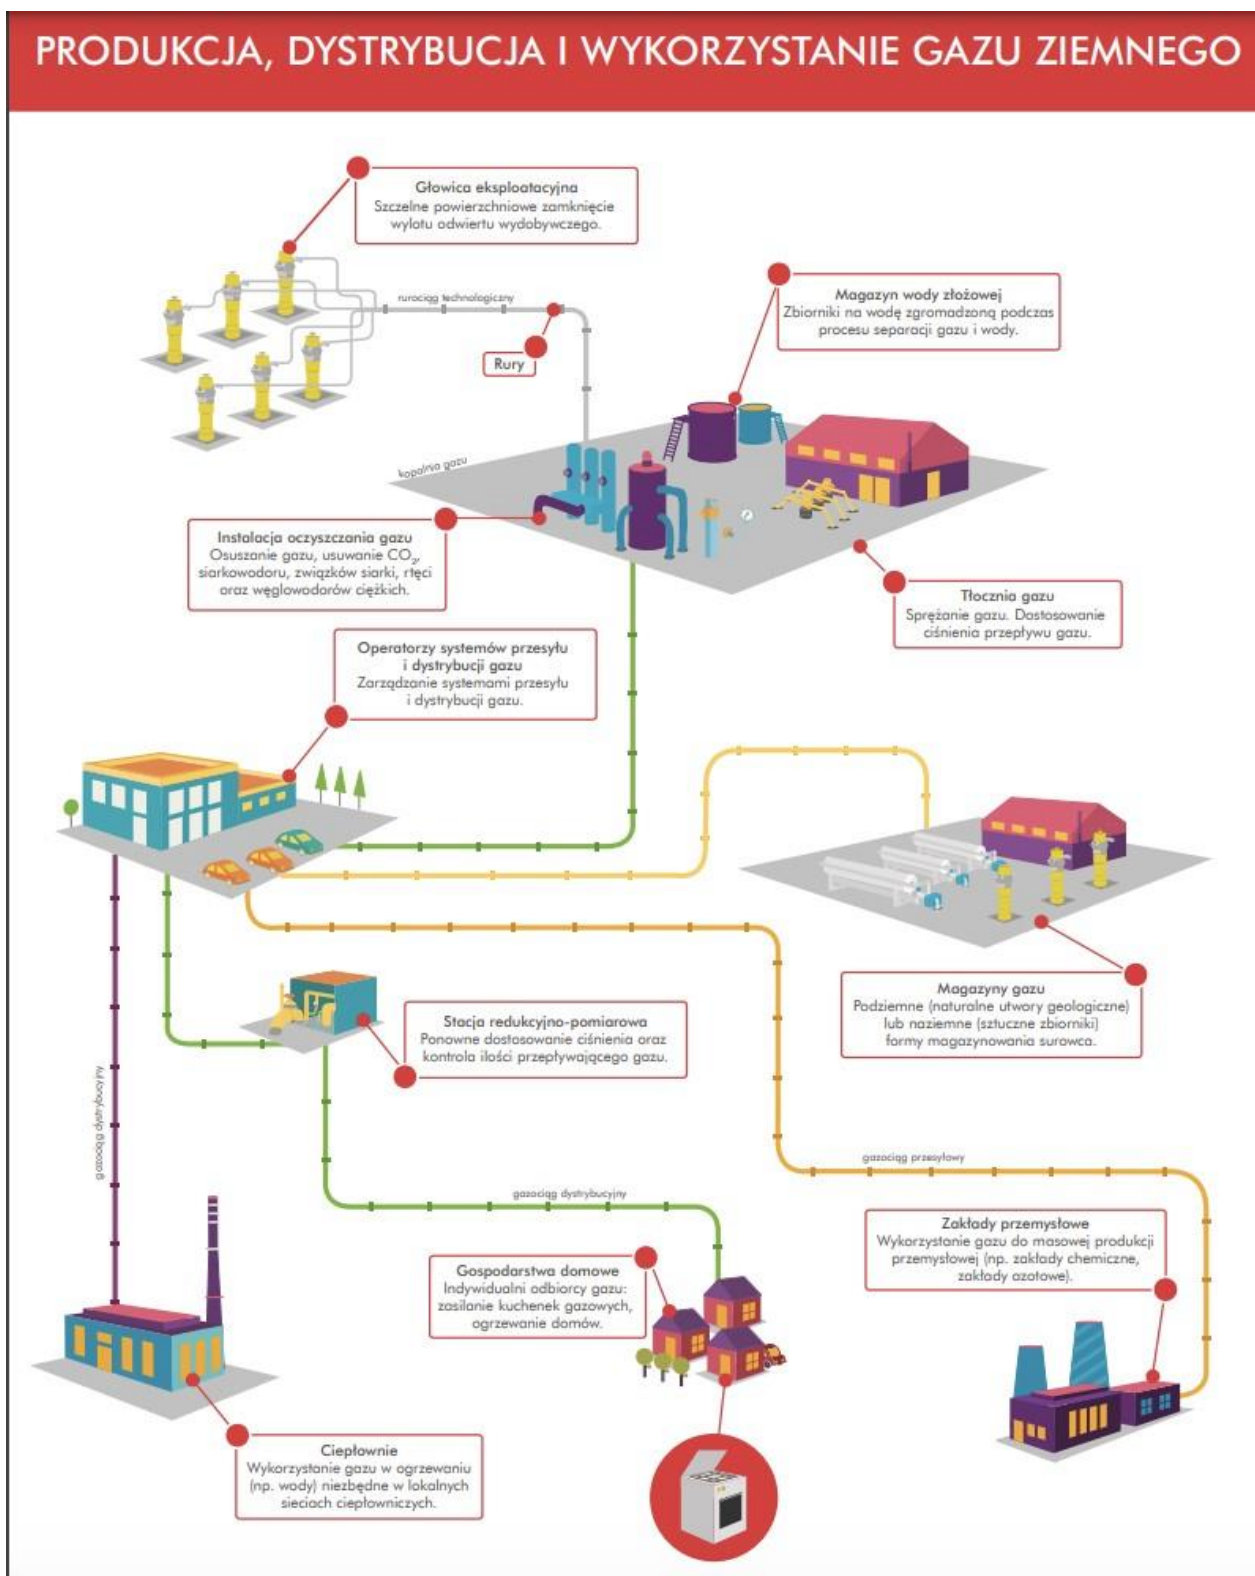 PRODUKCJA, DYSTRYBUCJA I WYKORZYSTANIE GAZU ZIEMNEGO
Głowica eksploatacyjna
Szczelne powierzchniowe zamknięcie
wylotu odwiertu wydobywczego.
rurociąg technologiczny
Rury
Magazyn wody złożowej
Zbiorniki na wodę zgromadzoną podczas
procesu separacji gazu i wody.
kopalnia gazu
Instalacja oczyszczania gazu
Osuszanie gazu, usuwanie CO₂,
siarkowodoru, związków siarki, rtęci
oraz węglowodorów ciężkich.
Tłocznia gazu
Sprężanie gazu. Dostosowanie
ciśnienia przepływu gazu.
Operatorzy systemów przesyłu
i dystrybucji gazu
Zarządzanie systemami przesyłu
i dystrybucji gazu.
Magazyny gazu
Podziemne (naturalne utwory geologiczne)
lub naziemne (sztuczne zbiorniki)
formy magazynowania surowca.
Stacja redukcyjno-pomiarowa
Ponowne dostosowanie ciśnienia oraz
kontrola ilości przepływającego gazu.
gazociąg dystrybucyjny
gazociąg przesyłowy
gazociąg dystrybucyjny
Zakłady przemysłowe
Wykorzystanie gazu do masowej produkcji
przemysłowej (np. zakłady chemiczne,
zakłady azotowe).
Gospodarstwa domowe
Indywidualni odbiorcy gazu:
zasilanie kuchenek gazowych,
ogrzewanie domów.
Ciepłownie
Wykorzystanie gazu w ogrzewaniu
(np. wody) niezbędne w lokalnych
sieciach ciepłowniczych.